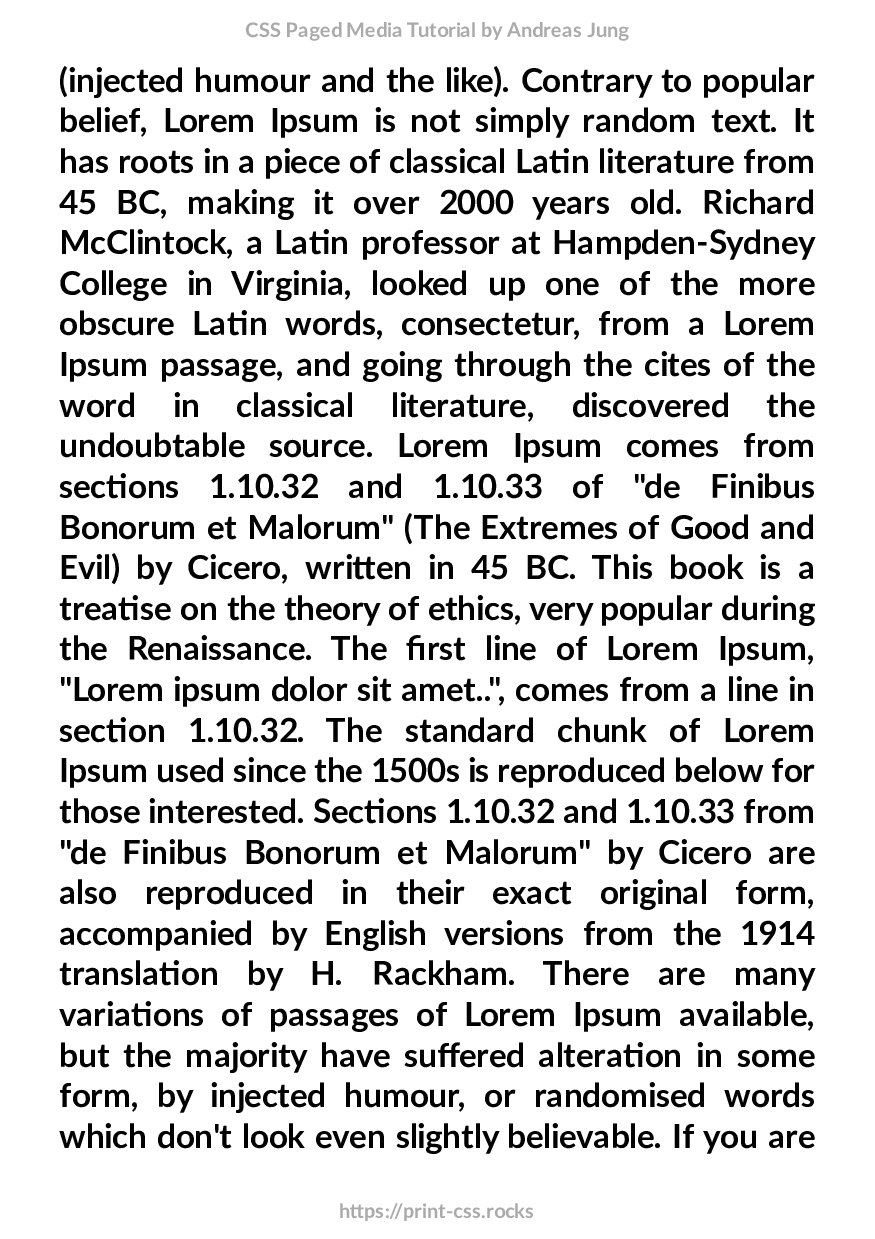 CSS Paged Media Tutorial by Andreas Jung
(injected humour and the like). Contrary to popular
belief, Lorem Ipsum is not simply random text. It
has roots in a piece of classical Latin literature from
45 BC, making it over 2000 years old. Richard
McClintock, a Latin professor at Hampden-Sydney
College in Virginia, looked up one of the more
obscure Latin words, consectetur, from a Lorem
Ipsum passage, and going through the cites of the
word in classical literature, discovered the
undoubtable source. Lorem Ipsum comes from
sections 1.10.32 and 1.10.33 of "de Finibus
Bonorum et Malorum" (The Extremes of Good and
Evil) by Cicero, written in 45 BC. This book is a
treatise on the theory of ethics, very popular during
the Renaissance. The first line of Lorem Ipsum,
"Lorem ipsum dolor sit amet..", comes from a line in
section 1.10.32. The standard chunk of Lorem
Ipsum used since the 1500s is reproduced below for
those interested. Sections 1.10.32 and 1.10.33 from
"de Finibus Bonorum et Malorum" by Cicero are
also reproduced in their exact original form,
accompanied by English versions from the 1914
translation by H. Rackham. There are many
variations of passages of Lorem Ipsum available,
but the majority have suffered alteration in some
form, by injected humour, or randomised words
which don't look even slightly believable. If you are
https://print-css.rocks